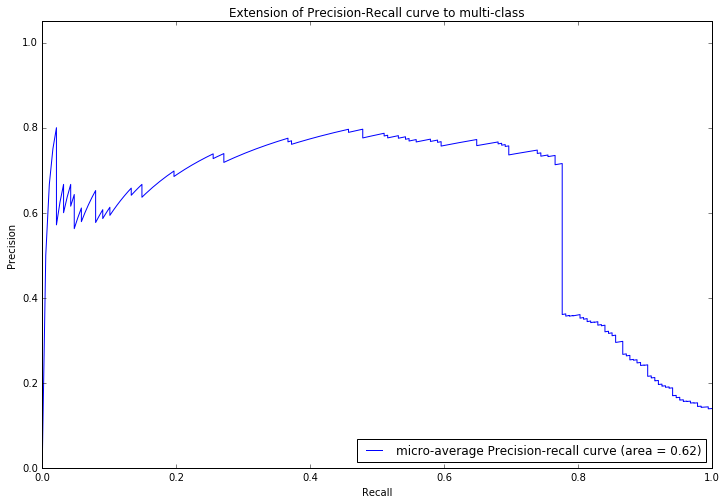 Extension of Precision-Recall curve to multi-class
1.0
0.8
0.6
0.4
0.2
0.0
Precision
micro-average Precision-recall curve (area = 0.62)
0.0 0.2 0.4 0.6 0.8 1.0
Recall